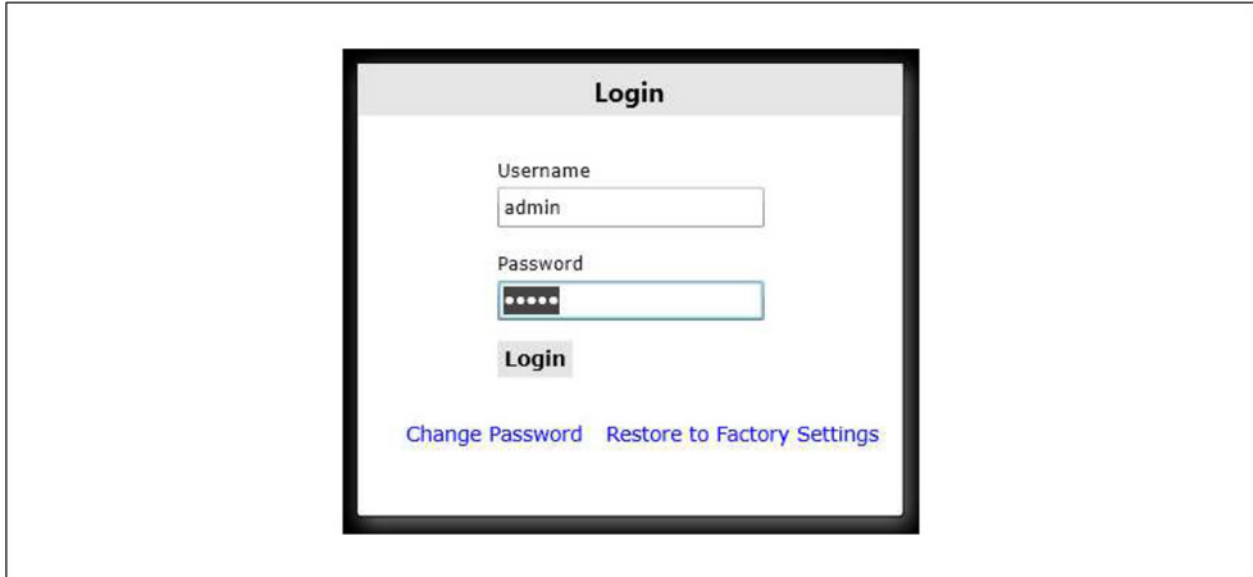 Login
Username
admin
Password
•••••
Login
Change Password Restore to Factory Settings